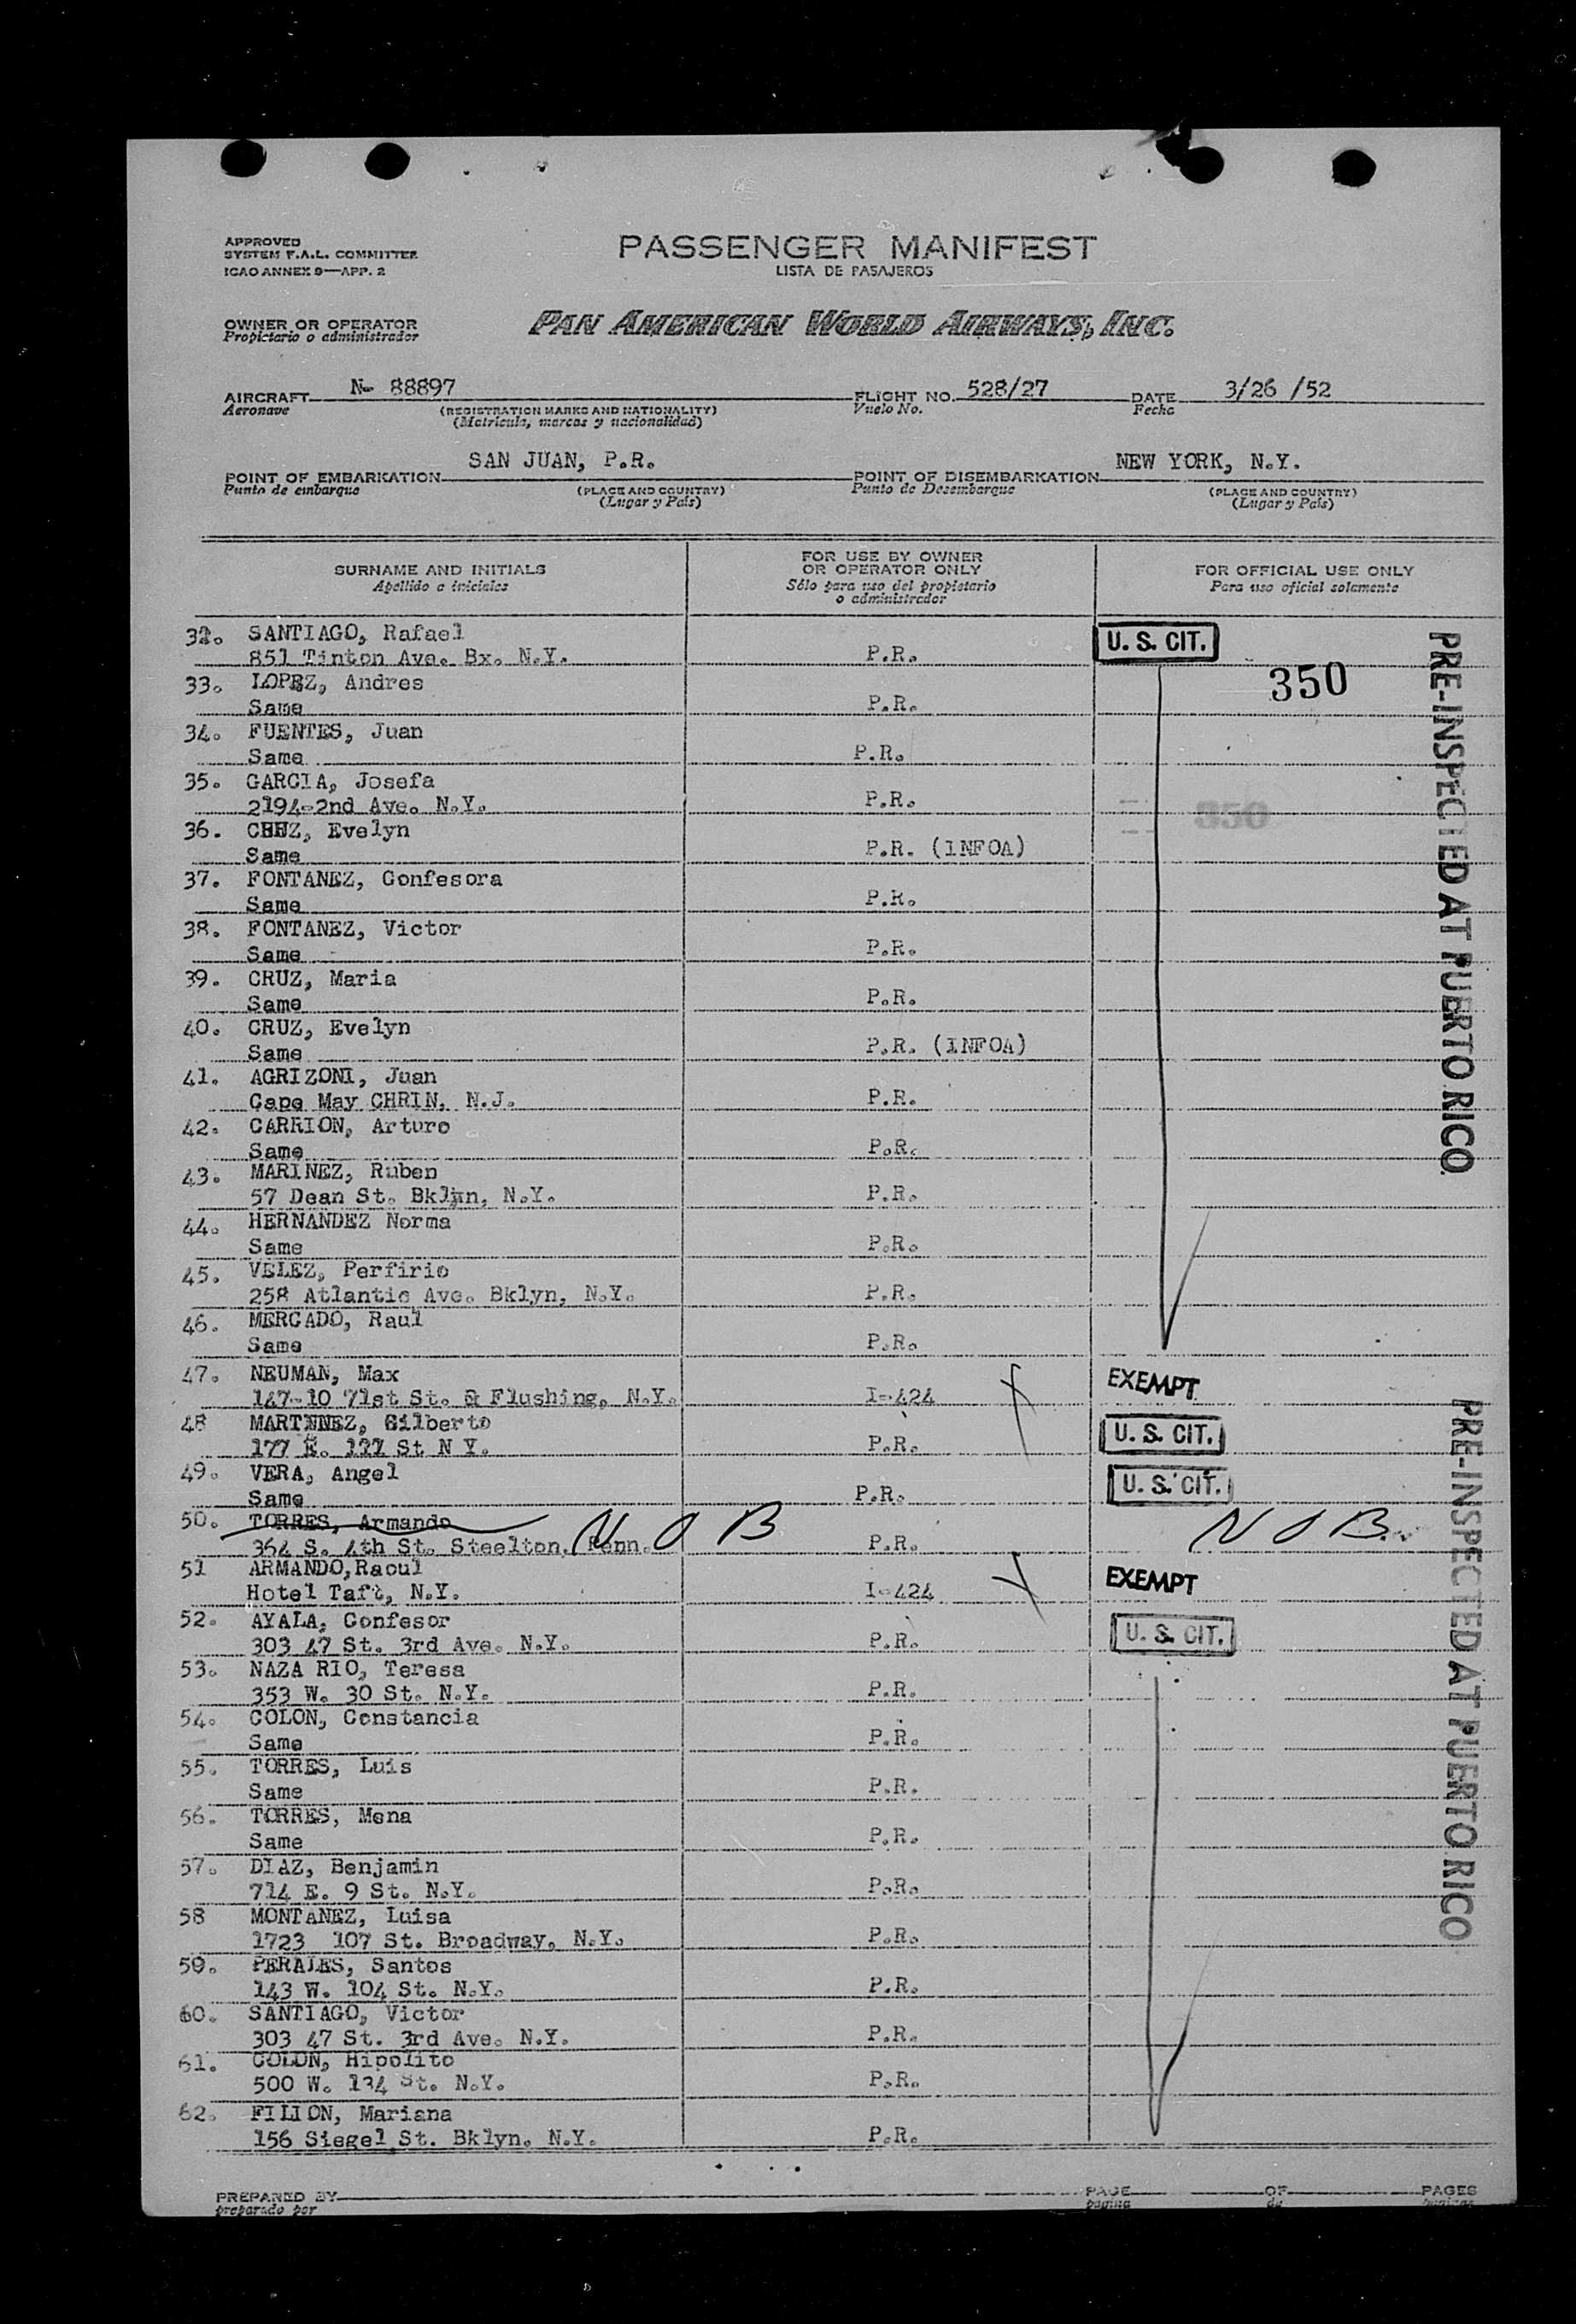 APPROVED
SYSTEM F.A.L. COMMITTEE
ICAO ANNEX 9—APP. 2
PASSENGER MANIFEST
LISTA DE PASAJEROS
OWNER OR OPERATOR
Propietario o administrador
PAN AMERICAN WORLD AIRWAYS, INC.
AIRCRAFT N- 88897 FLIGHT NO. 528/27 DATE 3/26 /52
Aeronave (REGISTRATION MARKS AND NATIONALITY) Vuelo No. Fecha
(Matricula, marcas y nacionalidad)
POINT OF EMBARKATION SAN JUAN, P.R. POINT OF DISEMBARKATION NEW YORK, N.Y.
Punto de embarque (PLACE AND COUNTRY) Punto de Desembarque (PLACE AND COUNTRY)
(Lugar y País) (Lugar y País)
SURNAME AND INITIALS
Apellido e iniciales
FOR USE BY OWNER
OR OPERATOR ONLY
Sólo para uso del propietario
o administrador
FOR OFFICIAL USE ONLY
Para uso oficial solamente
32. SANTIAGO, Rafael
851 Tinton Ave. Bx. N.Y. P.R. U. S. CIT.
33. LOPEZ, Andres 350
Same P.R.
34. FUENTES, Juan
Same P.R.
35. GARCIA, Josefa
2194-2nd Ave. N.Y. P.R.
350
36. CRUZ, Evelyn
Same P.R. (INFOA)
37. FONTANEZ, Confesora
Same P.R.
38. FONTANEZ, Victor
Same P.R.
39. CRUZ, Maria
Same P.R.
40. CRUZ, Evelyn
Same P.R. (INFOA)
41. AGRIZONI, Juan
Cape May CHRIN, N.J. P.R.
42. CARRION, Arturo
Same P.R.
43. MARINEZ, Ruben
57 Dean St. Bklyn, N.Y. P.R.
44. HERNANDEZ Norma
Same P.R.
45. VELEZ, Perfirio
258 Atlantic Ave. Bklyn, N.Y. P.R.
46. MERCADO, Raul
Same P.R.
PRE-INSPECTED AT PUERTO RICO
47. NEUMAN, Max EXEMPT
147-10 71st St. & Flushing, N.Y. I-424
48 MARTINEZ, Gilberto
177 E. St N Y. P.R. U. S. CIT.
49. VERA, Angel
Same P.R. U. S. CIT.
50. TORRES, Armando N O B N O B
364 S. 4th St. Steelton, Penn. P.R.
51 ARMANDO,Raoul
Hotel Taft, N.Y. I-424 EXEMPT
52. AYALA, Confesor
303 47 St. 3rd Ave. N.Y. P.R. U. S. CIT.
53. NAZA RIO, Teresa
353 W. 30 St. N.Y. P.R.
54. COLON, Constancia
Same P.R.
55. TORRES, Luis
Same P.R.
56. TORRES, Mena
Same P.R.
57. DIAZ, Benjamin
714 E. 9 St. N.Y. P.R.
58 MONTANEZ, Luisa
1723 107 St. Broadway, N.Y. P.R.
59. PERALES, Santos
143 W. 104 St. N.Y. P.R.
60. SANTIAGO, Victor
303 47 St. 3rd Ave. N.Y. P.R.
61. COLON, Hipolito
500 W. 134 St. N.Y. P.R.
62. FILION, Mariana
156 Siegel St. Bklyn. N.Y. P.R.
PRE-INSPECTED AT PUERTO RICO
PREPARED BY PAGE OF PAGES
preparado por pagina de paginas